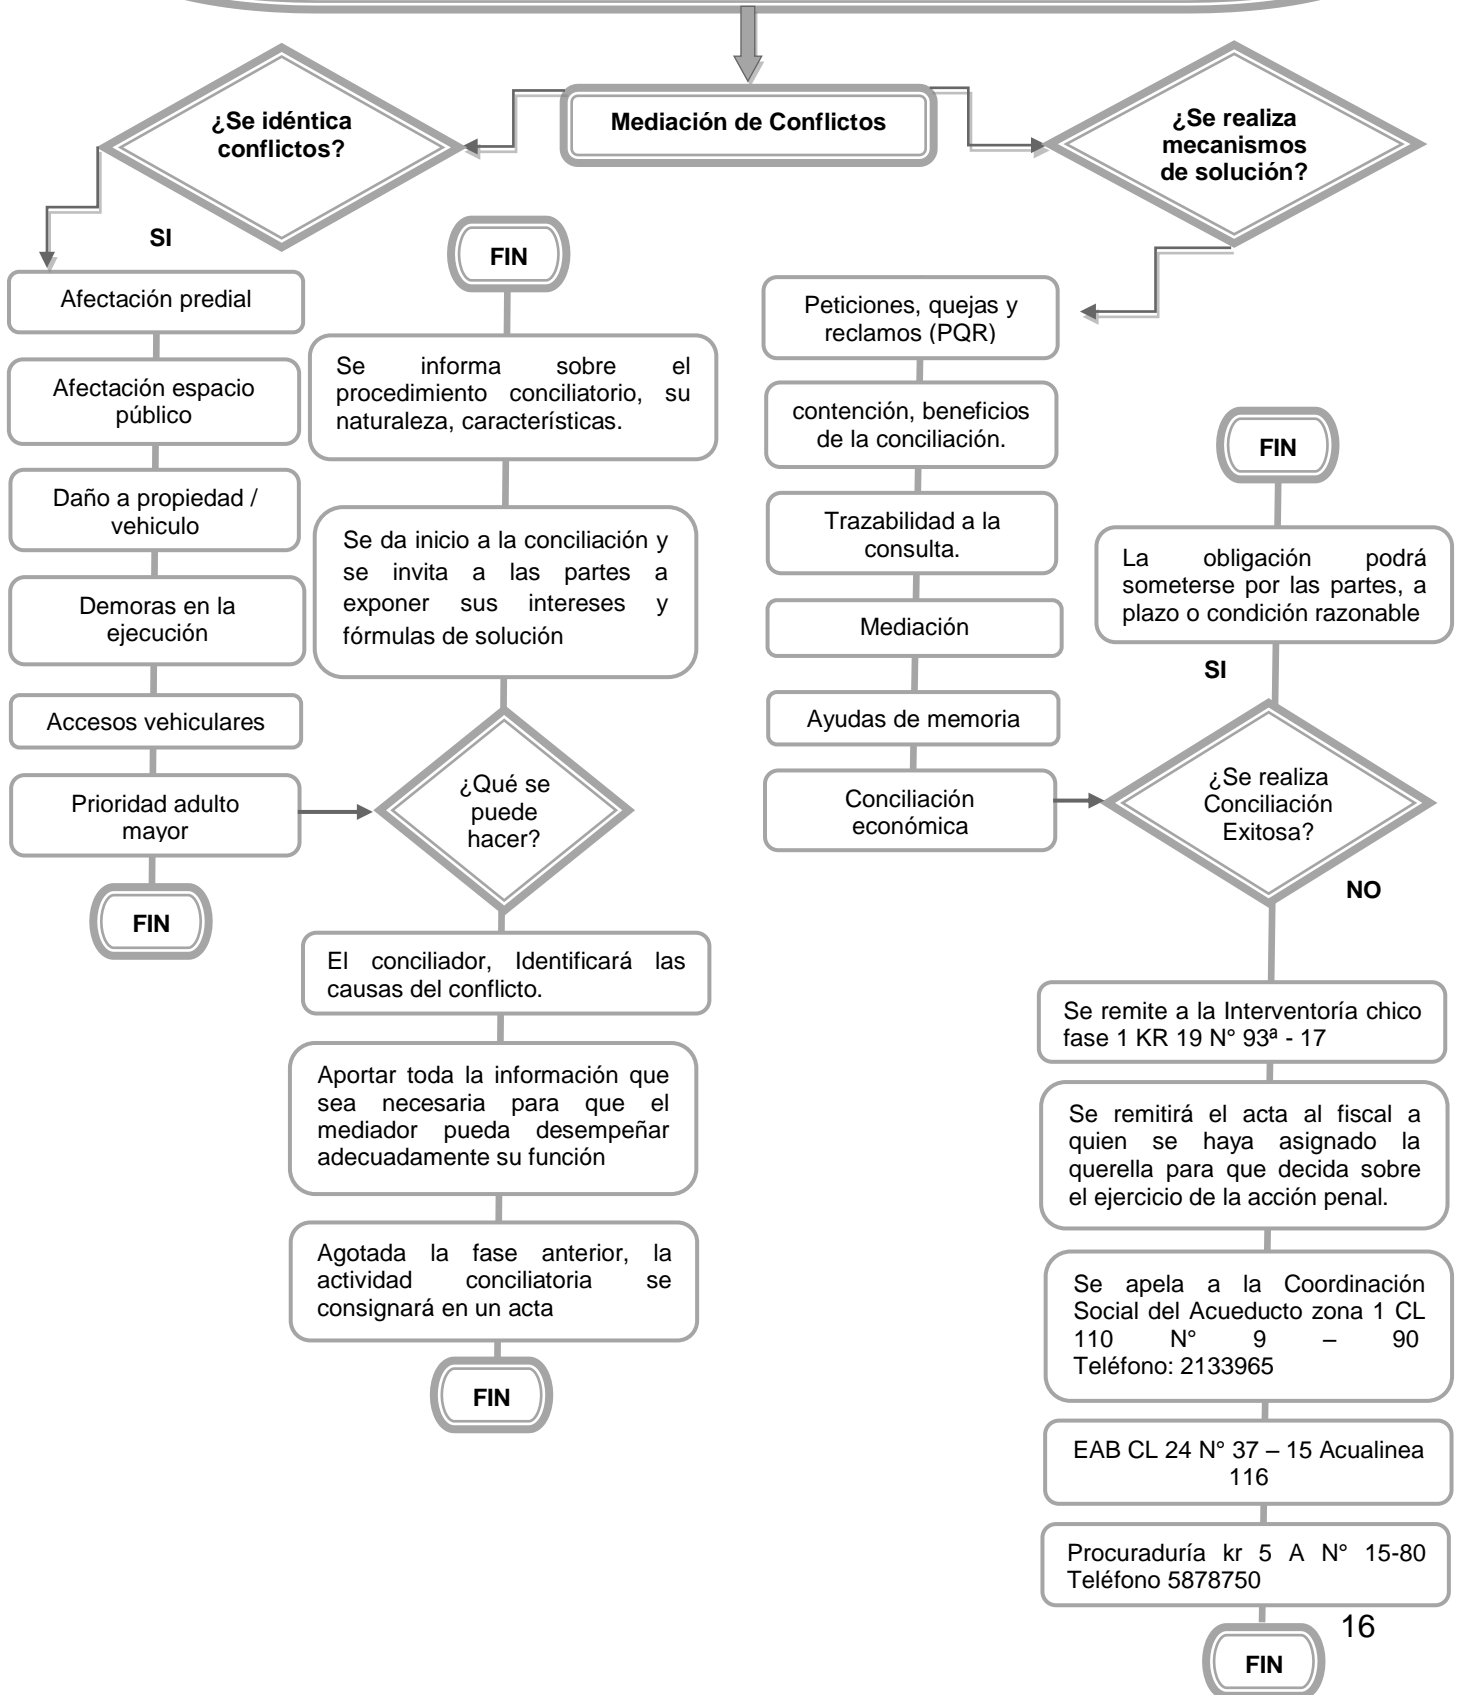 Mediación de Conflictos
¿Se idéntica
conflictos?
SI
Afectación predial
Afectación espacio
público
Daño a propiedad /
vehiculo
Demoras en la
ejecución
Accesos vehiculares
Prioridad adulto
mayor
FIN
FIN
Se informa sobre el
procedimiento conciliatorio, su
naturaleza, características.
Se da inicio a la conciliación y
se invita a las partes a
exponer sus intereses y
fórmulas de solución
¿Qué se
puede
hacer?
El conciliador, Identificará las
causas del conflicto.
Aportar toda la información que
sea necesaria para que el
mediador pueda desempeñar
adecuadamente su función
Agotada la fase anterior, la
actividad conciliatoria se
consignará en un acta
FIN
¿Se realiza
mecanismos
de solución?
Peticiones, quejas y
reclamos (PQR)
contención, beneficios
de la conciliación.
Trazabilidad a la
consulta.
Mediación
Ayudas de memoria
Conciliación
económica
FIN
La obligación podrá
someterse por las partes, a
plazo o condición razonable
SI
¿Se realiza
Conciliación
Exitosa?
NO
Se remite a la Interventoría chico
fase 1 KR 19 N° 93ª - 17
Se remitirá el acta al fiscal a
quien se haya asignado la
querella para que decida sobre
el ejercicio de la acción penal.
Se apela a la Coordinación
Social del Acueducto zona 1 CL
110 N° 9 – 90
Teléfono: 2133965
EAB CL 24 N° 37 – 15 Acualinea
116
Procuraduría kr 5 A N° 15-80
Teléfono 5878750
FIN
16